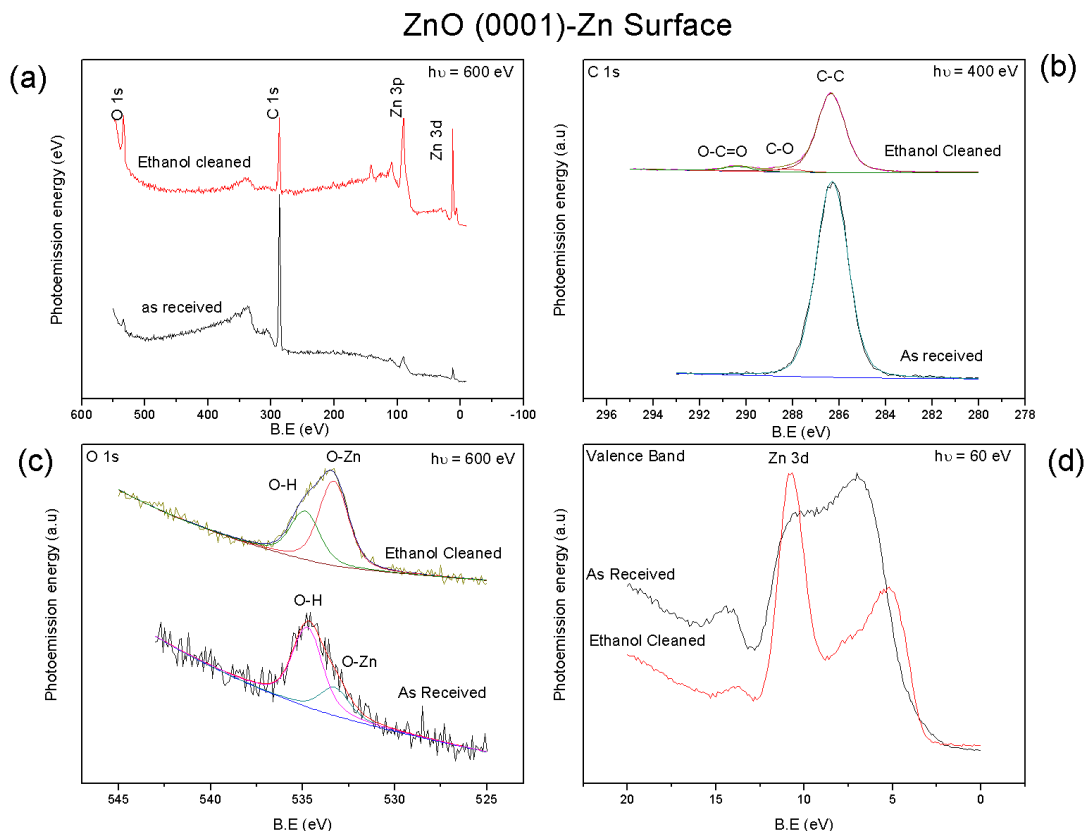 ZnO (0001)-Zn Surface
(a)
hυ = 600 eV
O 1s
C 1s
Zn 3p
Zn 3d
Ethanol cleaned
as received
Photoemission energy (eV)
600 500 400 300 200 100 0 -100
B.E (eV)
(b)
C 1s
hυ = 400 eV
C-C
O-C=O
C-O
Ethanol Cleaned
As received
Photoemission energy (a.u)
296 294 292 290 288 286 284 282 280 278
B.E (eV)
(c)
O 1s
hυ = 600 eV
O-Zn
O-H
Ethanol Cleaned
O-H
O-Zn
As Received
Photoemission energy (a.u)
545 540 535 530 525
B.E (eV)
(d)
Valence Band
Zn 3d
hυ = 60 eV
As Received
Ethanol Cleaned
Photoemission energy (a.u)
20 15 10 5 0
B.E (eV)